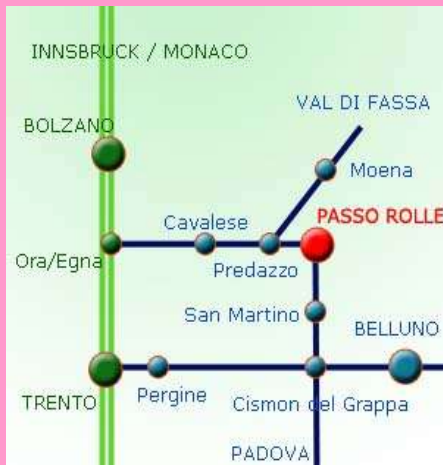 INNSBRUCK / MONACO
VAL DI FASSA
BOLZANO
Moena
Cavalese
PASSO ROLLE
Ora/Egna
Predazzo
San Martino
BELLUNO
TRENTO
Pergine
Cismon del Grappa
PADOVA